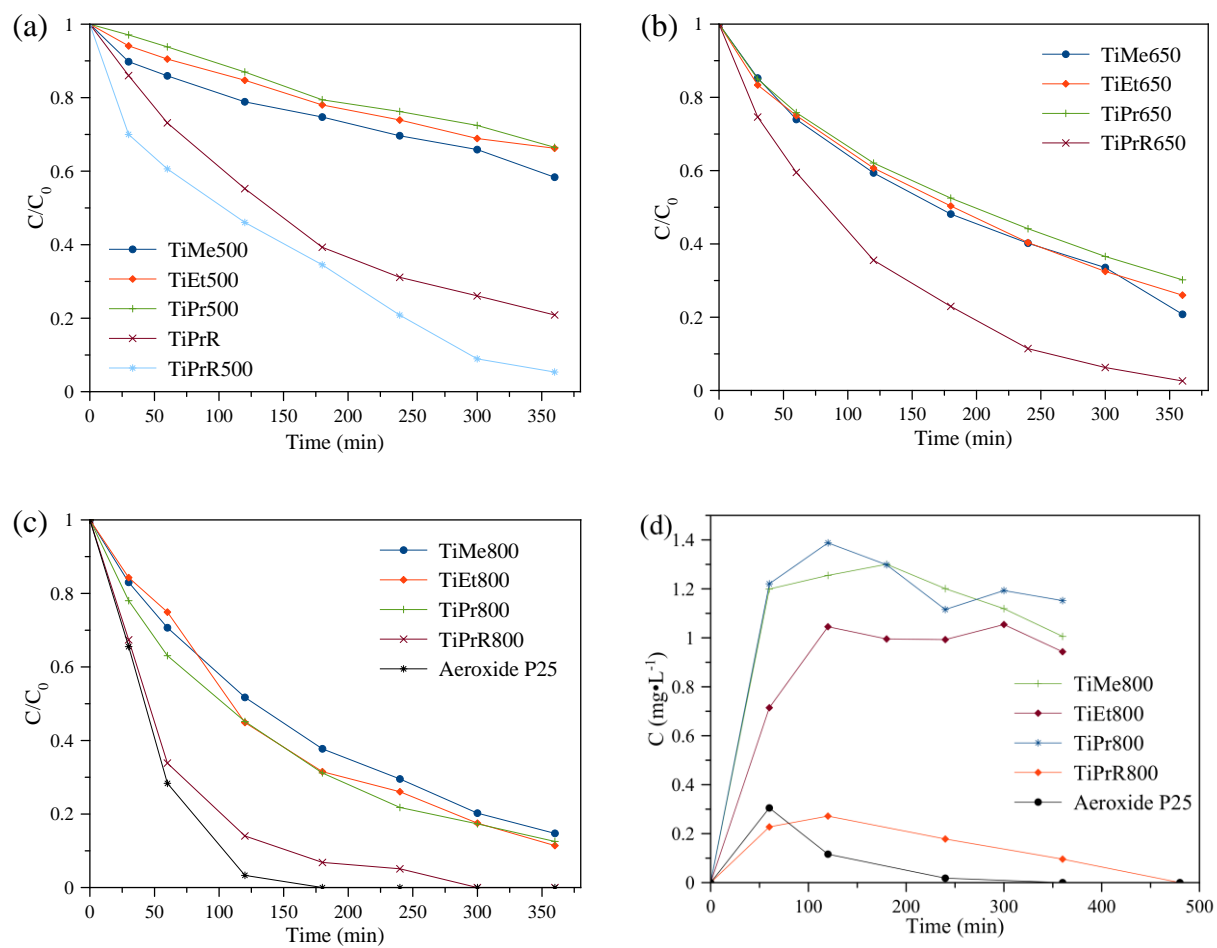 (a)
1
0.8
0.6
0.4
0.2
0
C/C0
TiMe500
TiEt500
TiPr500
TiPrR
TiPrR500
0 50 100 150 200 250 300 350
Time (min)
(b)
1
0.8
0.6
0.4
0.2
0
C/C0
TiMe650
TiEt650
TiPr650
TiPrR650
0 50 100 150 200 250 300 350
Time (min)
(c)
1
0.8
0.6
0.4
0.2
0
C/C0
TiMe800
TiEt800
TiPr800
TiPrR800
Aeroxide P25
0 50 100 150 200 250 300 350
Time (min)
(d)
1.4
1.2
1
0.8
0.6
0.4
0.2
0
C (mg•L-1)
TiMe800
TiEt800
TiPr800
TiPrR800
Aeroxide P25
0 100 200 300 400 500
Time (min)